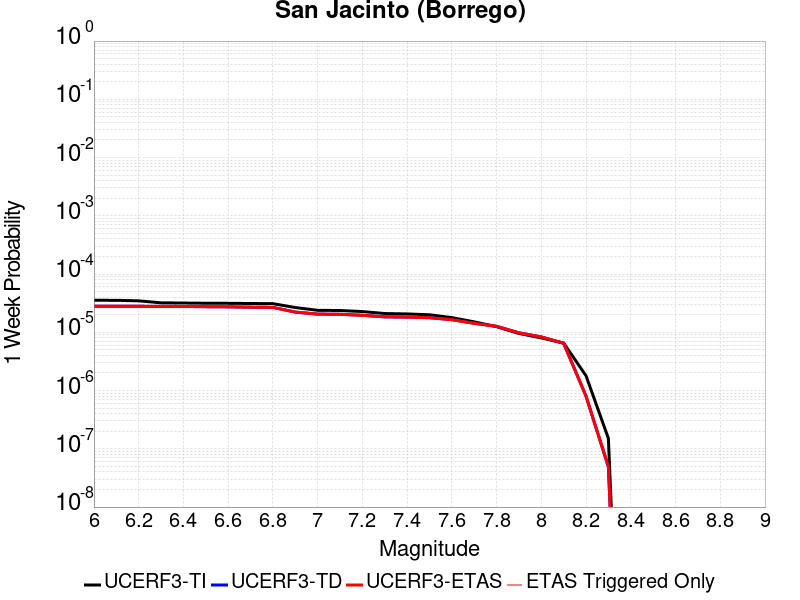 San Jacinto (Borrego)
10^0
10^-1
10^-2
10^-3
10^-4
10^-5
10^-6
10^-7
10^-8
1 Week Probability
6 6.2 6.4 6.6 6.8 7 7.2 7.4 7.6 7.8 8 8.2 8.4 8.6 8.8 9
Magnitude
UCERF3-TI UCERF3-TD UCERF3-ETAS ETAS Triggered Only